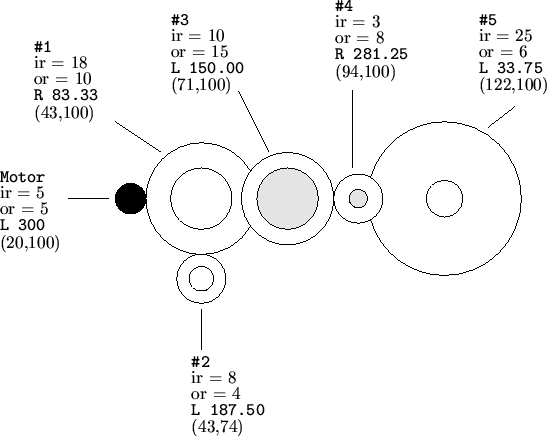 #1
ir = 18
or = 10
R 83.33
(43,100)
#3
ir = 10
or = 15
L 150.00
(71,100)
#4
ir = 3
or = 8
R 281.25
(94,100)
#5
ir = 25
or = 6
L 33.75
(122,100)
Motor
ir = 5
or = 5
L 300
(20,100)
#2
ir = 8
or = 4
L 187.50
(43,74)